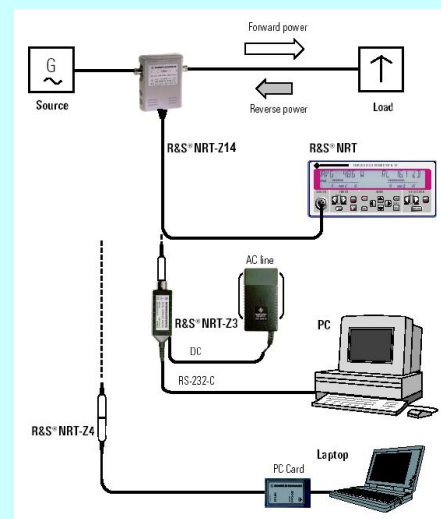 Forward power
G
Source
Reverse power
Load
R&S® NRT-Z14
R&S® NRT
AC line
R&S® NRT-Z3
PC
DC
RS-232-C
R&S® NRT-Z4
Laptop
PC Card